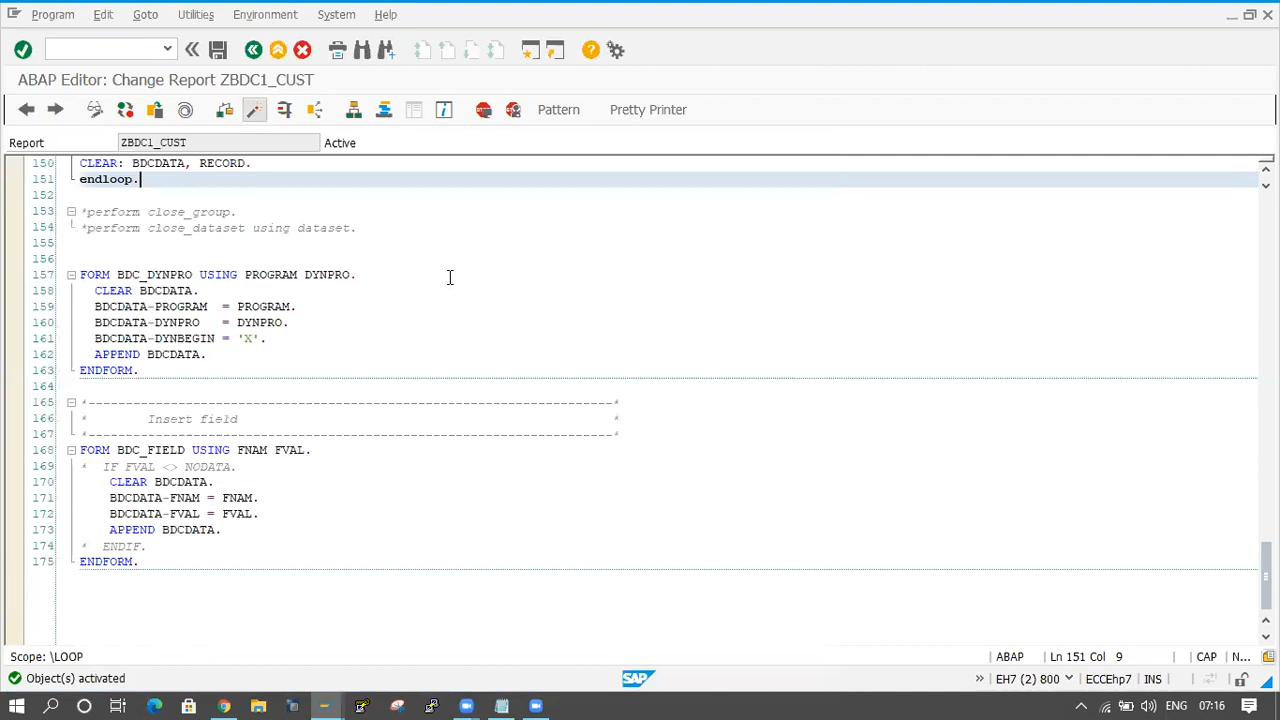 Program Edit Goto Utilities Environment System Help
ABAP Editor: Change Report ZBDC1_CUST
Pattern Pretty Printer
Report ZBDC1_CUST Active
150 CLEAR: BDCDATA, RECORD.
151 endloop.
152
153 *perform close_group.
154 *perform close_dataset using dataset.
155
156
157 FORM BDC_DYNPRO USING PROGRAM DYNPRO.
158 CLEAR BDCDATA.
159 BDCDATA-PROGRAM = PROGRAM.
160 BDCDATA-DYNPRO = DYNPRO.
161 BDCDATA-DYNBEGIN = 'X'.
162 APPEND BDCDATA.
163 ENDFORM.
164
165 *----------------------------------------------------------------------*
166 * Insert field *
167 *----------------------------------------------------------------------*
168 FORM BDC_FIELD USING FNAM FVAL.
169 * IF FVAL <> NODATA.
170 CLEAR BDCDATA.
171 BDCDATA-FNAM = FNAM.
172 BDCDATA-FVAL = FVAL.
173 APPEND BDCDATA.
174 * ENDIF.
175 ENDFORM.
Scope: \LOOP ABAP Ln 151 Col 9 CAP N...
Object(s) activated SAP EH7 (2) 800 ECCEhp7 INS
ENG 07:16